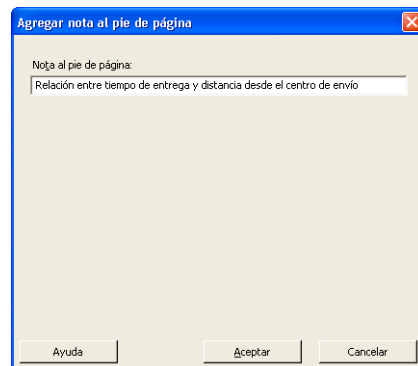 Agregar nota al pie de página
Nota al pie de página:
Relación entre tiempo de entrega y distancia desde el centro de envío
Ayuda
Aceptar
Cancelar